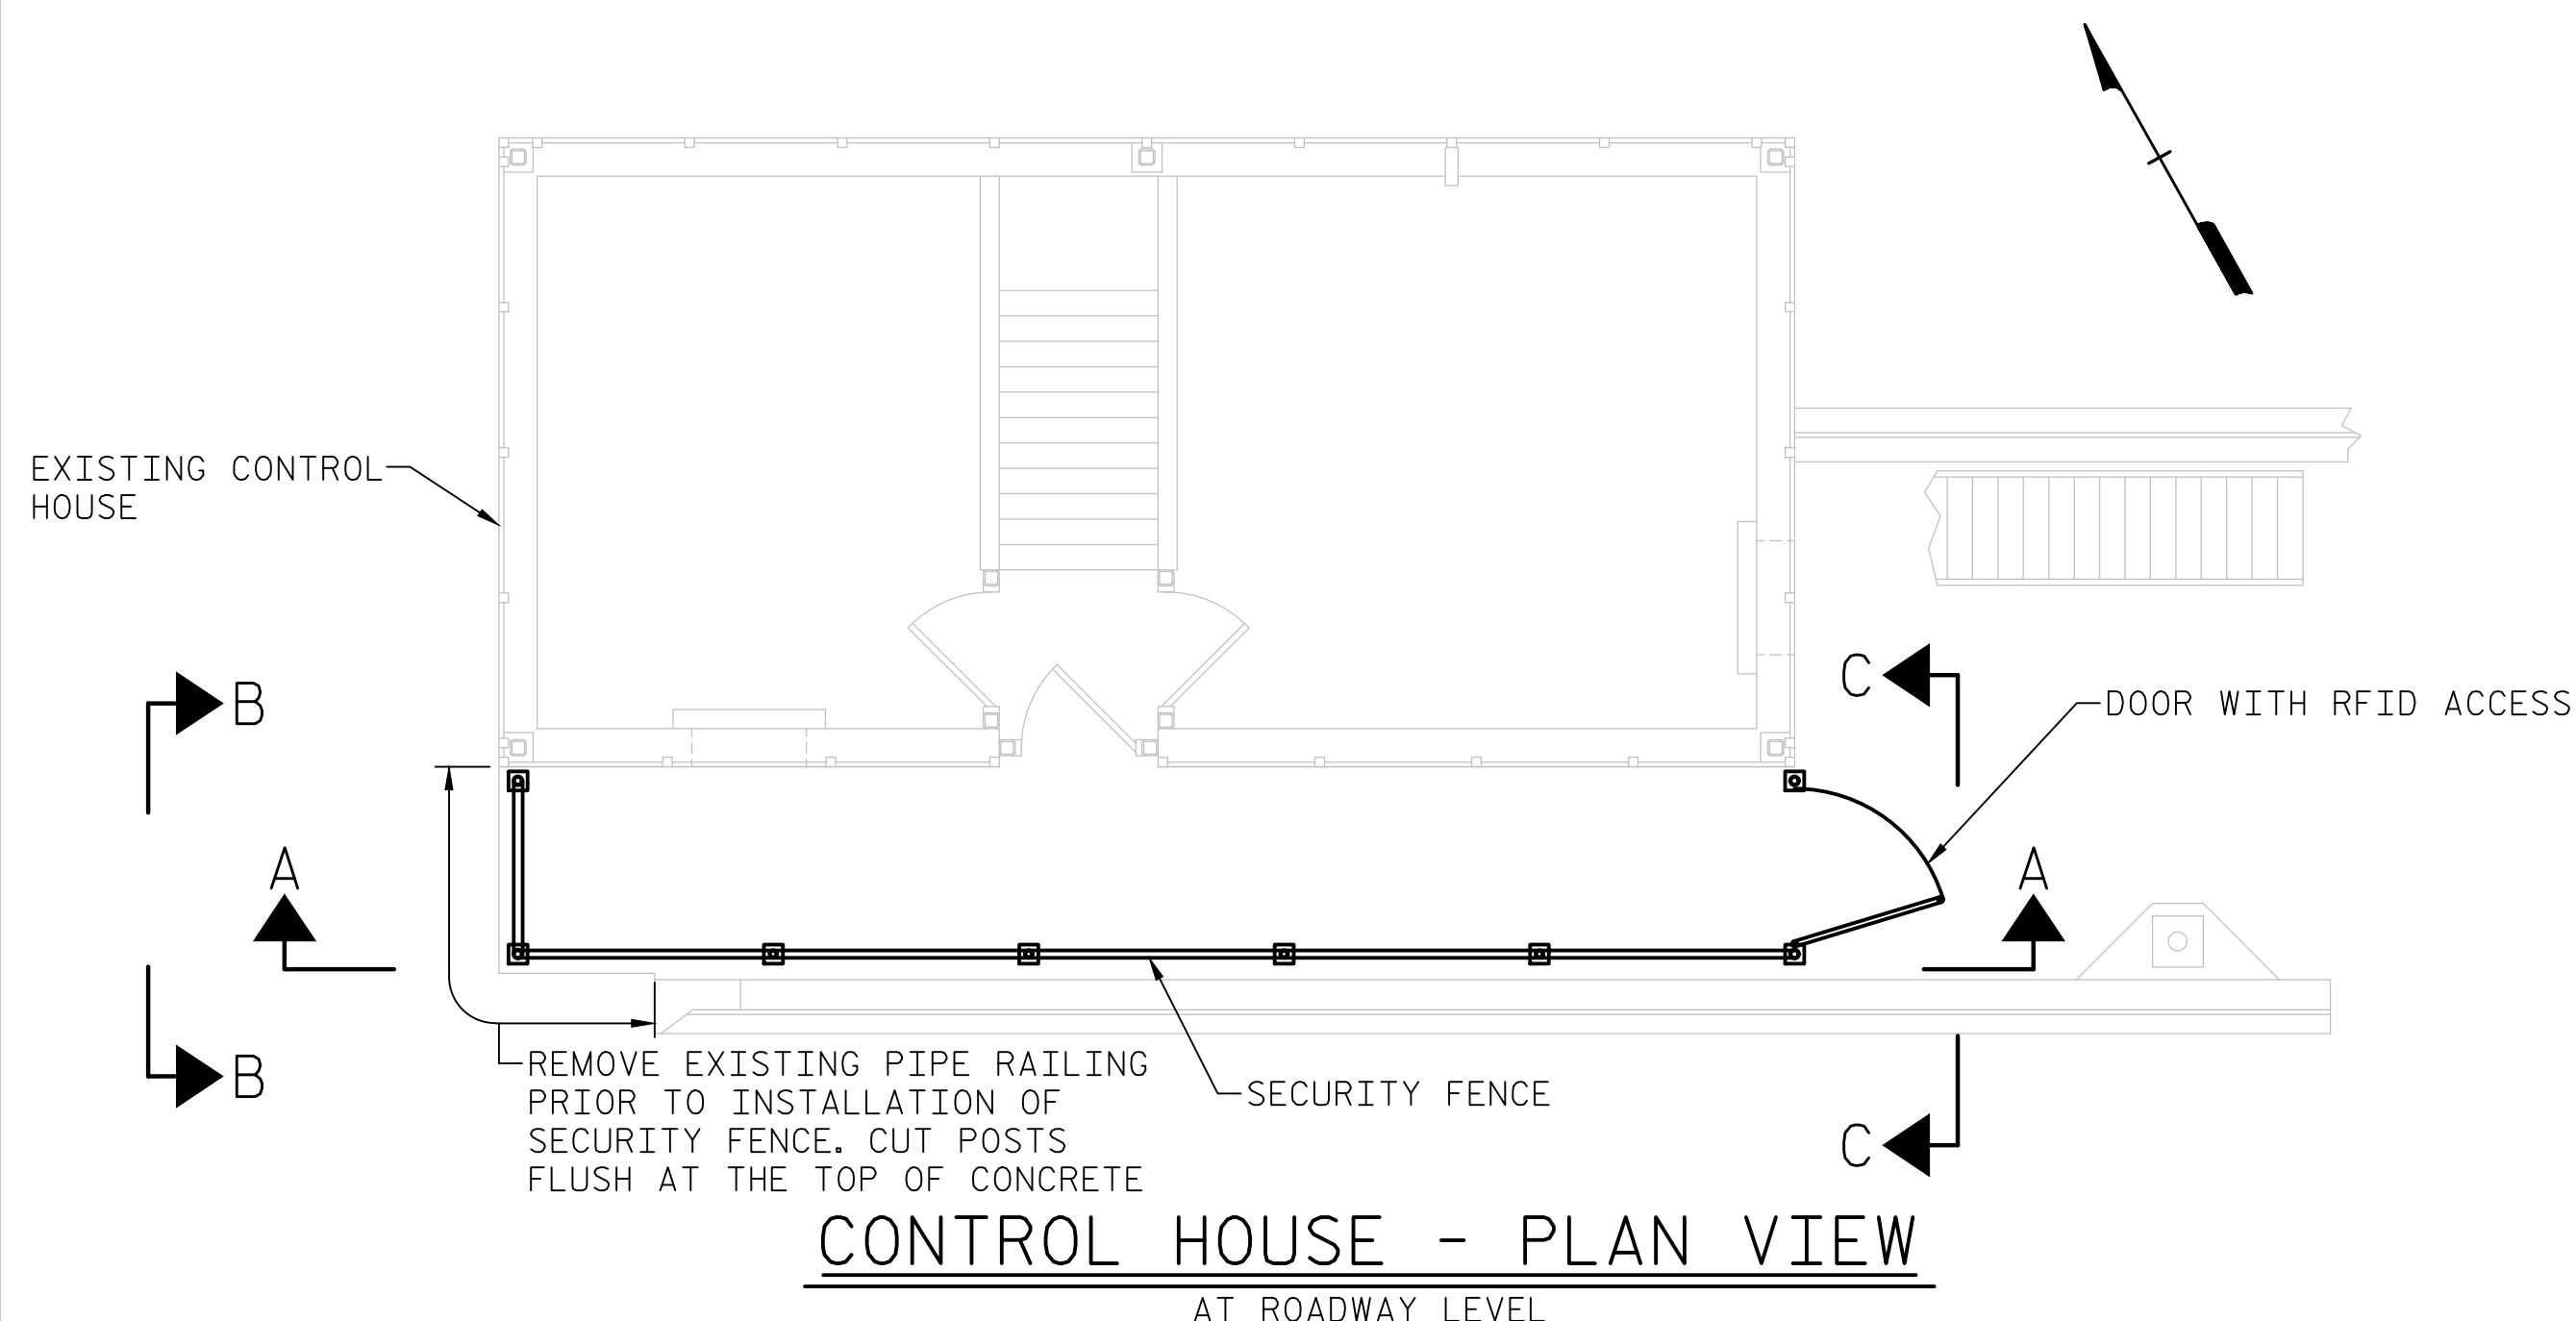 EXISTING CONTROL
HOUSE
B
C
DOOR WITH RFID ACCESS
A
A
B
REMOVE EXISTING PIPE RAILING
PRIOR TO INSTALLATION OF
SECURITY FENCE. CUT POSTS
FLUSH AT THE TOP OF CONCRETE
SECURITY FENCE
C
CONTROL HOUSE - PLAN VIEW
AT ROADWAY LEVEL